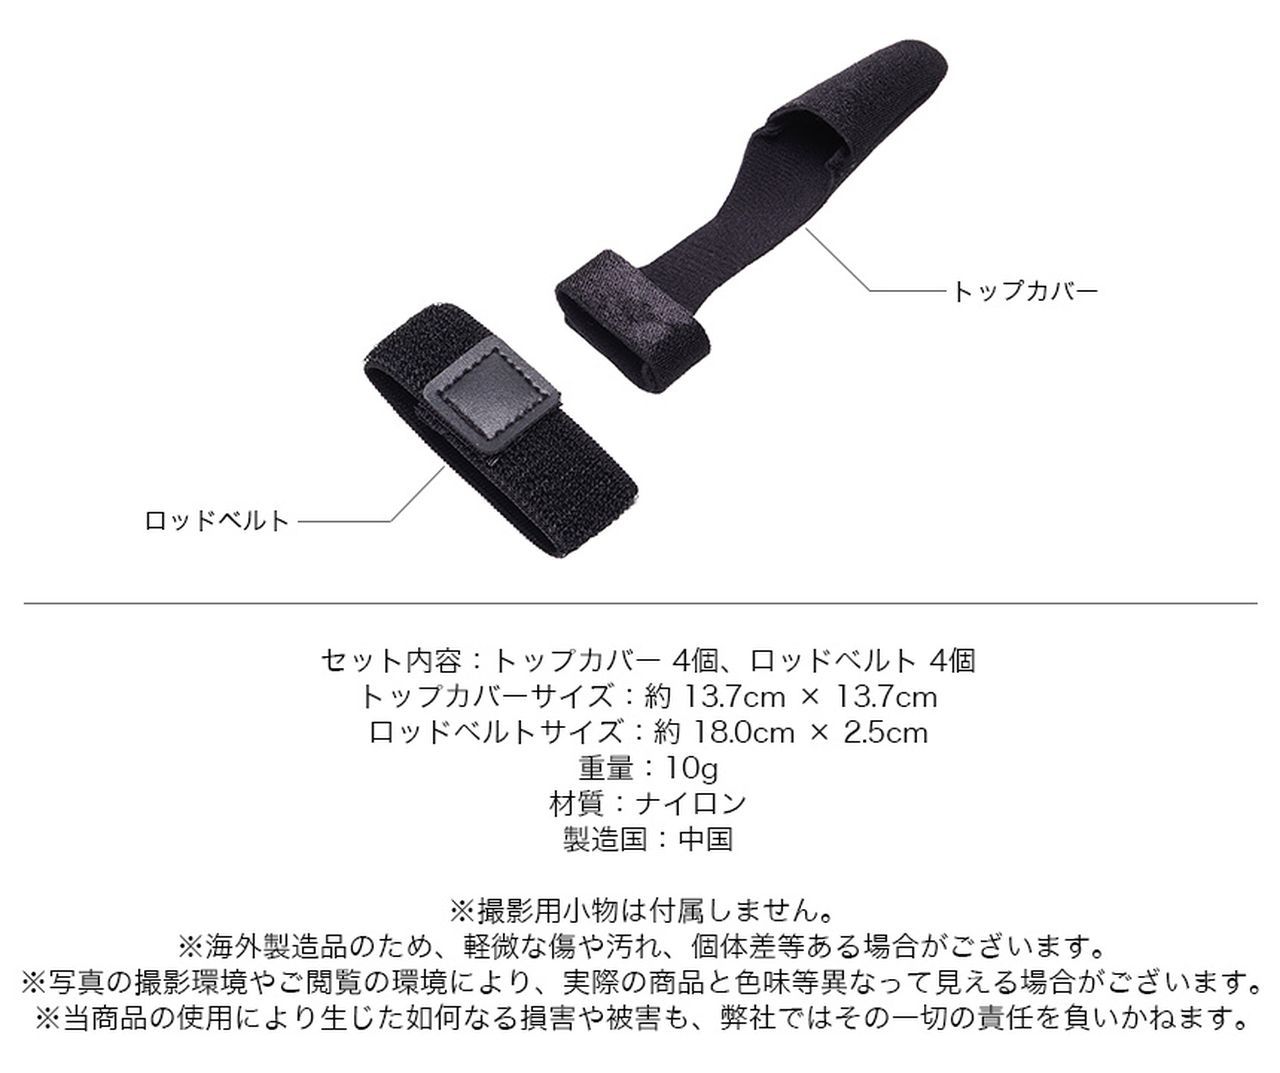 トップカバー
ロッドベルト
セット内容：トップカバー 4個、ロッドベルト 4個
トップカバーサイズ：約 13.7cm × 13.7cm
ロッドベルトサイズ：約 18.0cm × 2.5cm
重量：10g
材質：ナイロン
製造国：中国
※撮影用小物は付属しません。
※海外製造品のため、軽微な傷や汚れ、個体差等ある場合がございます。
※写真の撮影環境やご閲覧の環境により、実際の商品と色味等異なって見える場合がございます。
※当商品の使用により生じた如何なる損害や被害も、弊社ではその一切の責任を負いかねます。